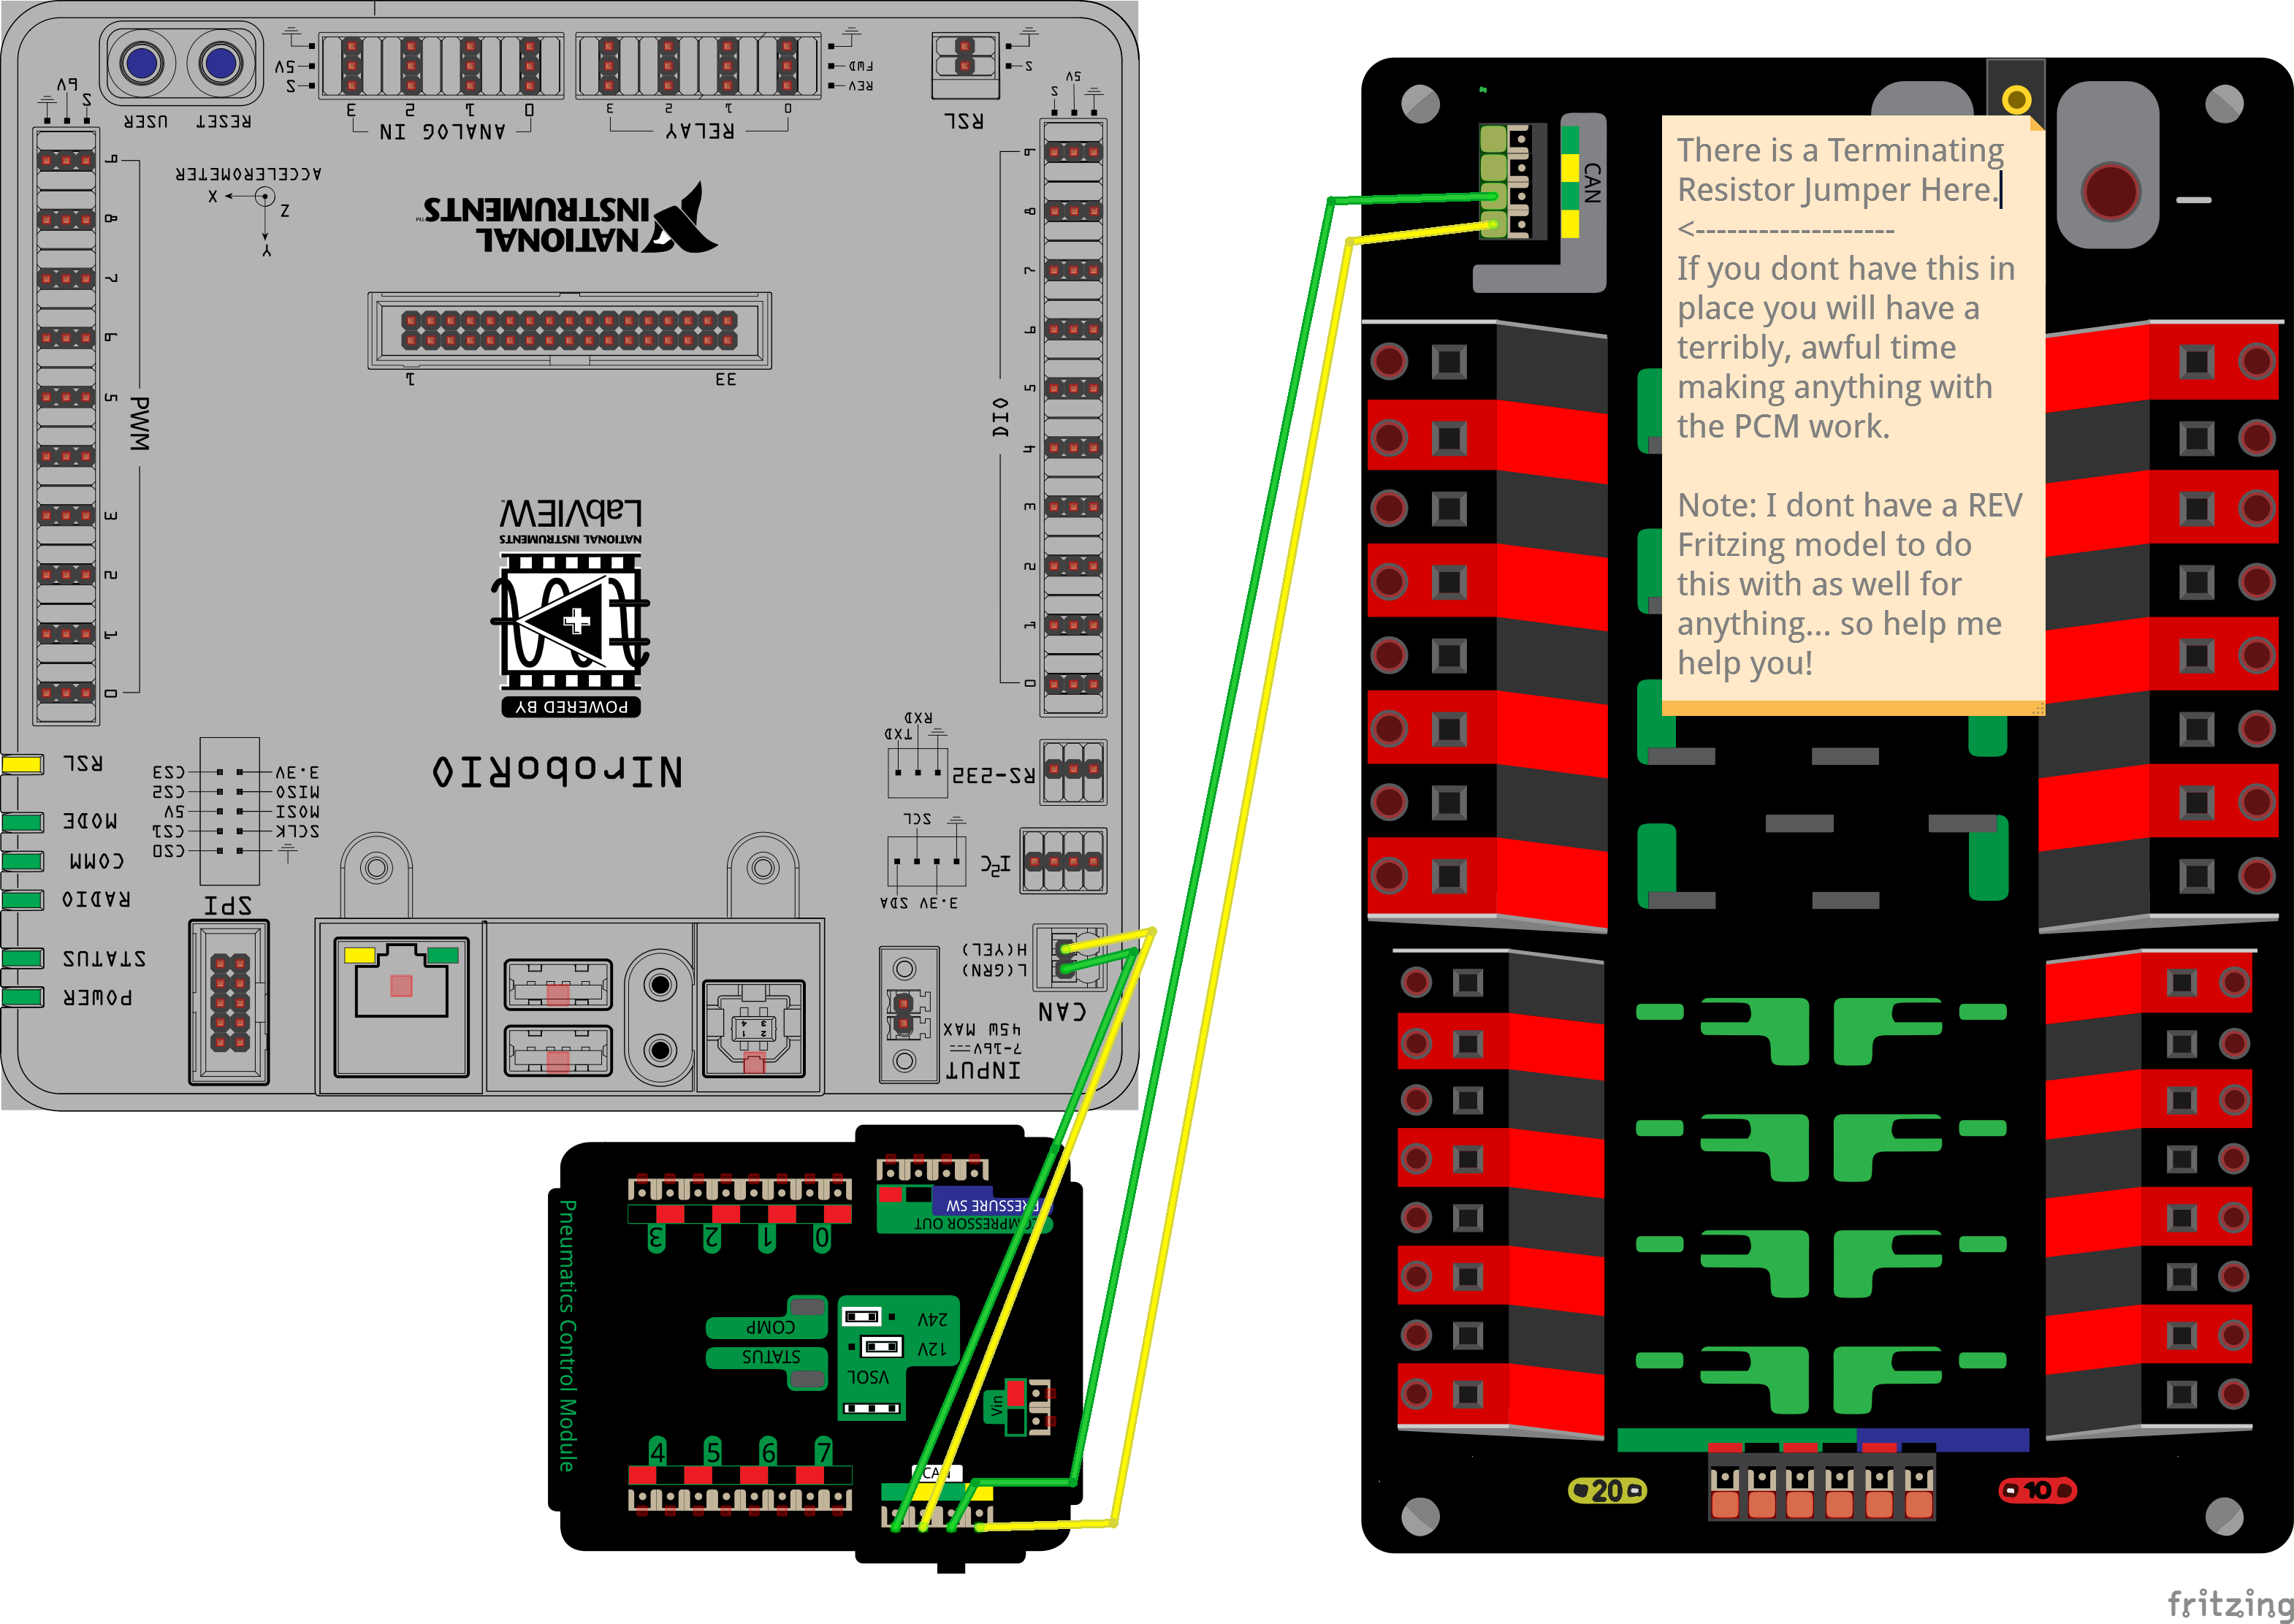 USER
RESET
6V
S
5V
S
3
2
1
0
ANALOG IN
3
2
1
0
RELAY
FWD
REV
S
RSL
S
5V
ACCELEROMETER
X
Z
Y
NATIONAL
INSTRUMENTS
1
33
9
8
7
6
5
3
2
1
0
PWM
9
8
7
6
5
4
3
2
1
0
DIO
LabVIEW
NATIONAL INSTRUMENTS
POWERED BY
NIroboRIO
RSL
MODE
COMM
RADIO
STATUS
POWER
CS3
CS2
5V
CS1
CS0
3.3V
MISO
MOSI
SCLK
SPI
RXD
TXD
RS-232
SCL
I²C
SDA
3.3V
H(YEL)
L(GRN)
CAN
45W MAX
7-16V
INPUT
4
3
1
2
Pneumatics Control Module
3
2
1
0
PRESSURE SW
COMPRESSOR OUT
COMP
STATUS
24V
12V
VSOL
Vin
4
5
6
7
CAN
CAN
There is a Terminating
Resistor Jumper Here.
<-------------------
If you dont have this in
place you will have a
terribly, awful time
making anything with
the PCM work.
Note: I dont have a REV
Fritzing model to do
this with as well for
anything... so help me
help you!
20
10
fritzing